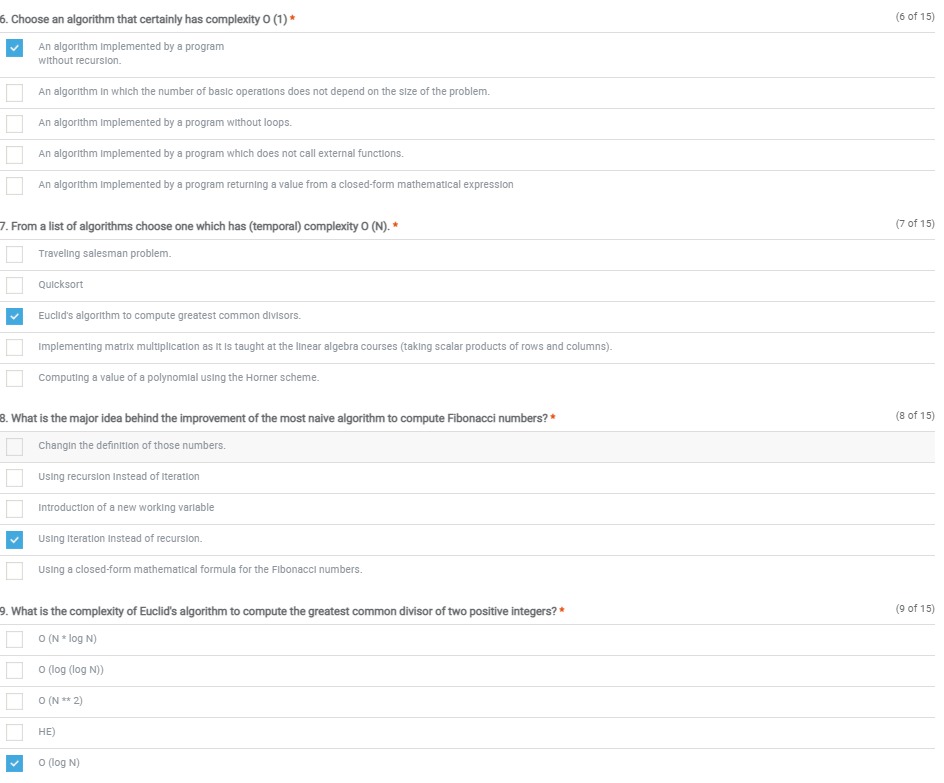 6. Choose an algorithm that certainly has complexity O (1) *
(6 of 15)
An algorithm implemented by a program
without recursion.
An algorithm in which the number of basic operations does not depend on the size of the problem.
An algorithm implemented by a program without loops.
An algorithm implemented by a program which does not call external functions.
An algorithm implemented by a program returning a value from a closed-form mathematical expression
7. From a list of algorithms choose one which has (temporal) complexity O (N). *
(7 of 15)
Traveling salesman problem.
Quicksort
Euclid's algorithm to compute greatest common divisors.
Implementing matrix multiplication as it is taught at the linear algebra courses (taking scalar products of rows and columns).
Computing a value of a polynomial using the Horner scheme.
8. What is the major idea behind the improvement of the most naive algorithm to compute Fibonacci numbers? *
(8 of 15)
Changin the definition of those numbers.
Using recursion instead of iteration
Introduction of a new working variable
Using iteration instead of recursion.
Using a closed-form mathematical formula for the Fibonacci numbers.
9. What is the complexity of Euclid's algorithm to compute the greatest common divisor of two positive integers? *
(9 of 15)
O (N * log N)
O (log (log N))
O (N ** 2)
HE)
O (log N)